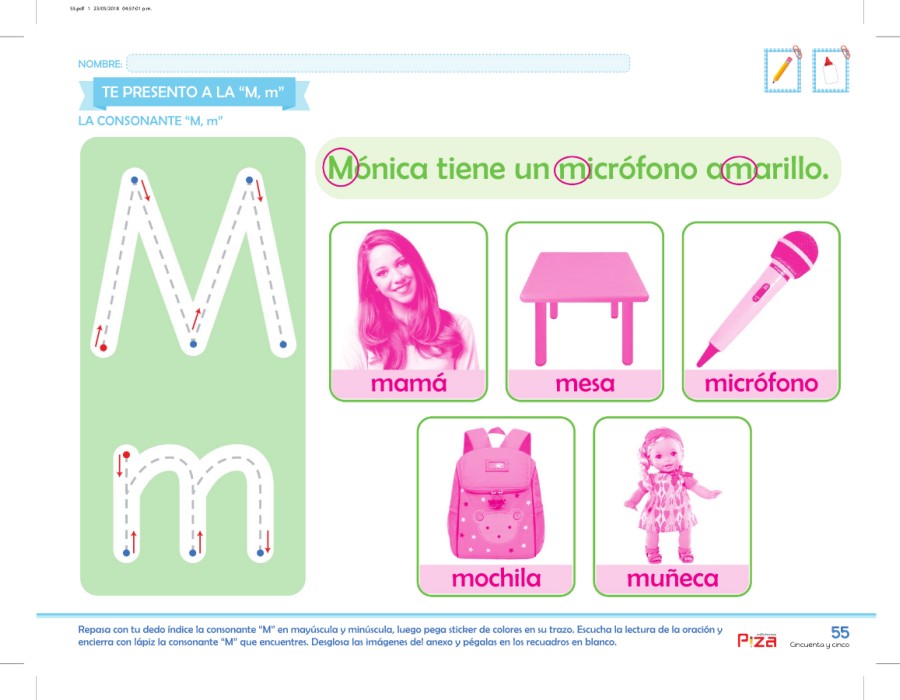 55.pdf 1 23/05/2018 04:57:01 p.m.
NOMBRE:
TE PRESENTO A LA “M, m”
LA CONSONANTE “M, m”
M
m
Mónica tiene un micrófono amarillo.
mamá
mesa
micrófono
mochila
muñeca
Repasa con tu dedo índice la consonante “M” en mayúscula y minúscula, luego pega sticker de colores en su trazo. Escucha la lectura de la oración y
encierra con lápiz la consonante “M” que encuentres. Desglosa las imágenes del anexo y pégalas en los recuadros en blanco.
PiZA
55
Cincuenta y cinco